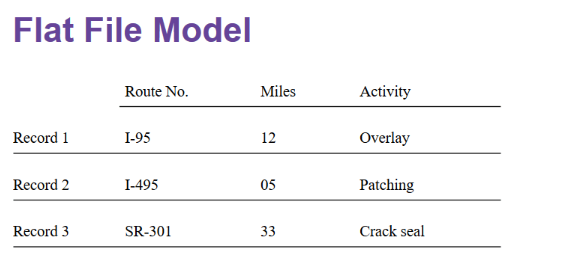 Flat File Model
Route No. Miles Activity
Record 1 I-95 12 Overlay
Record 2 I-495 05 Patching
Record 3 SR-301 33 Crack seal